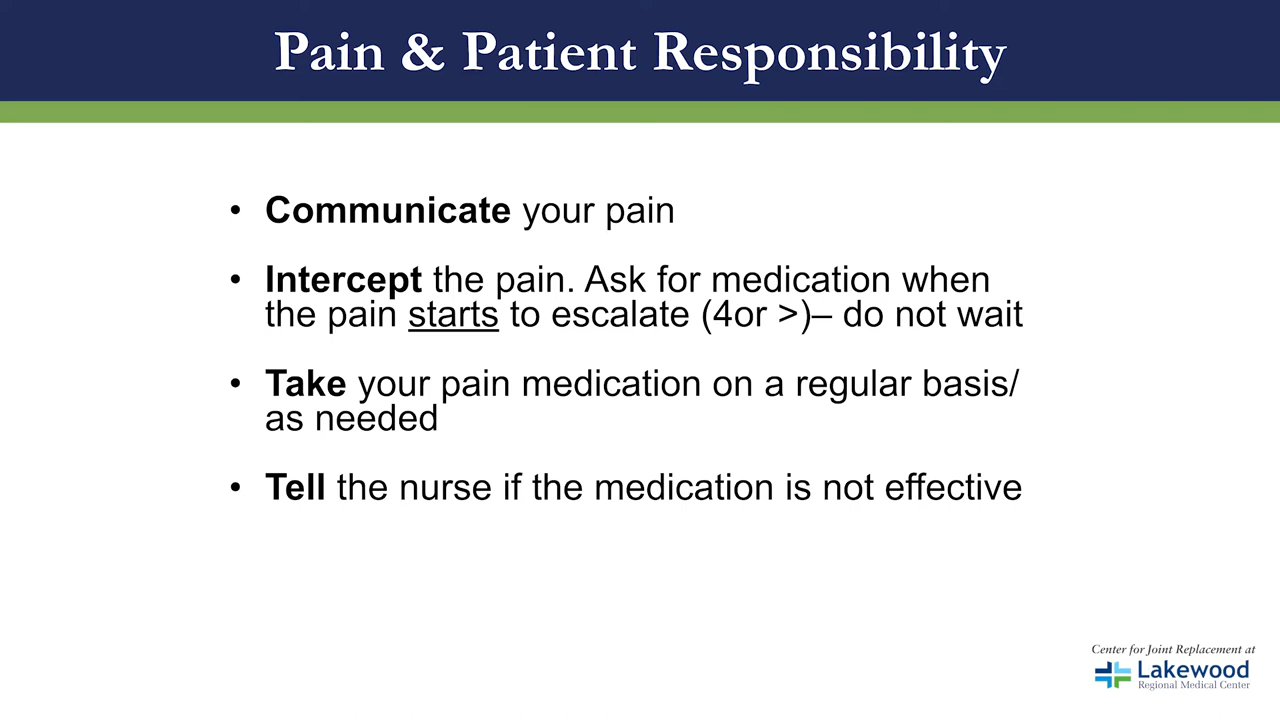 Pain & Patient Responsibility
• Communicate your pain
• Intercept the pain. Ask for medication when
the pain starts to escalate (4or >)– do not wait
• Take your pain medication on a regular basis/
as needed
• Tell the nurse if the medication is not effective
Center for Joint Replacement at
Lakewood
Regional Medical Center